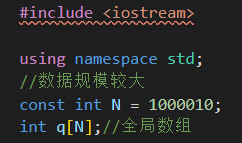 #include <iostream>
using namespace std;
//数据规模较大
const int N = 1000010;
int q[N];//全局数组